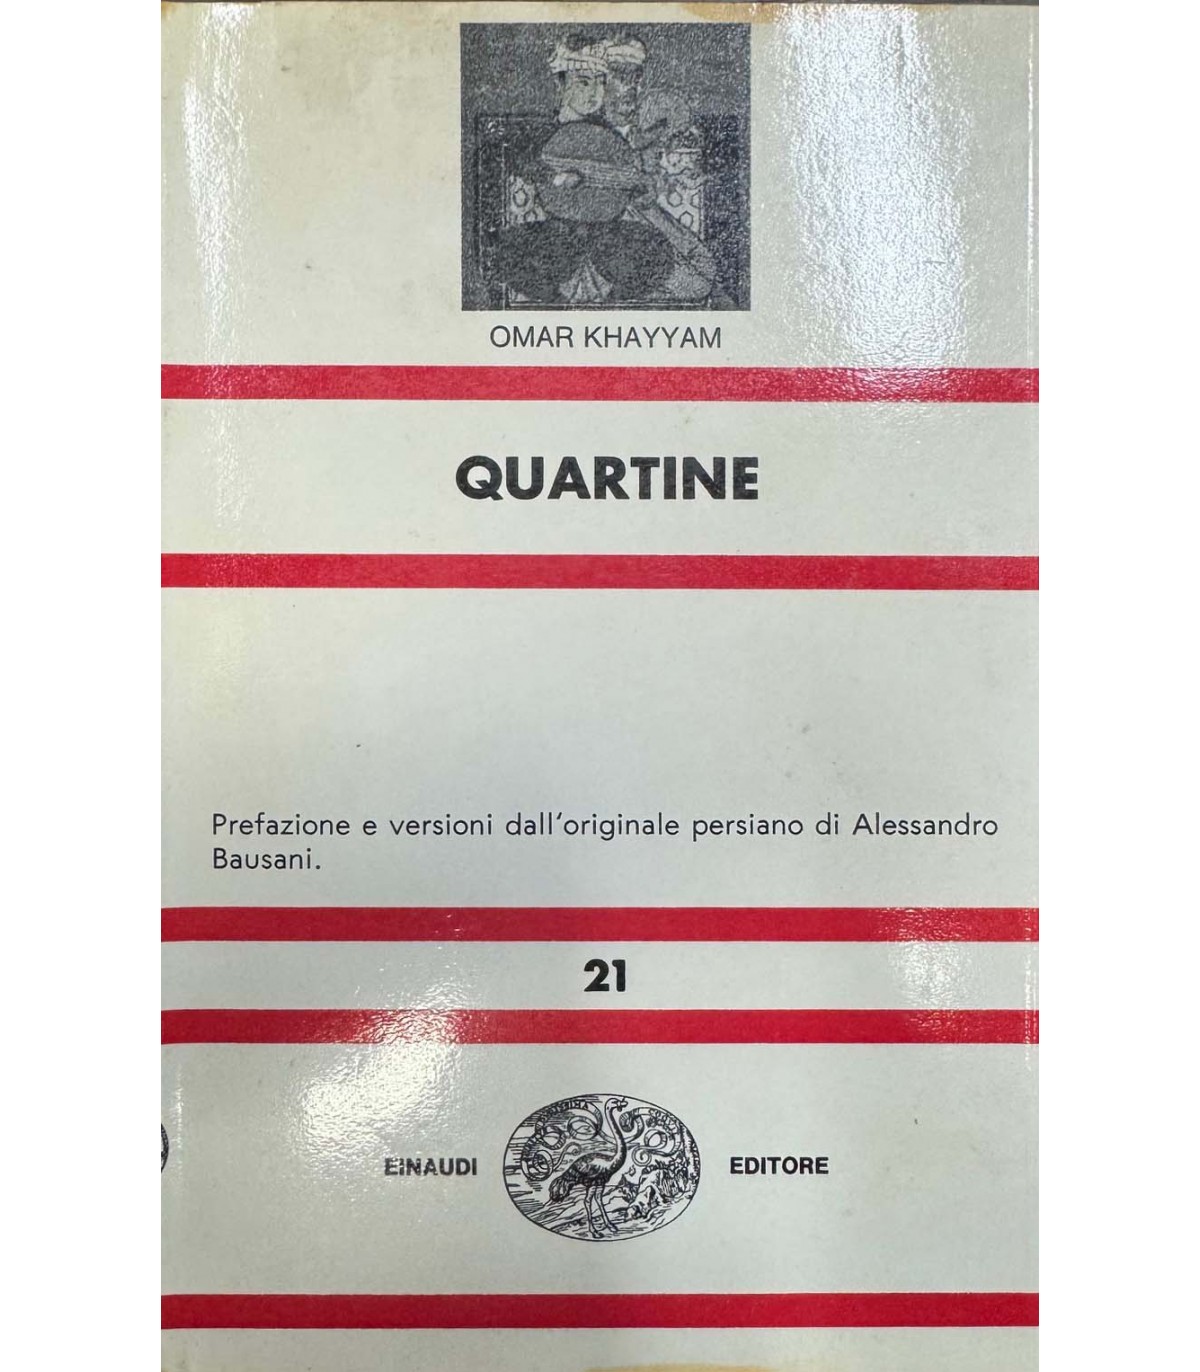 OMAR KHAYYAM
QUARTINE
Prefazione e versioni dall'originale persiano di Alessandro
Bausani.
21
EINAUDI
EDITORE